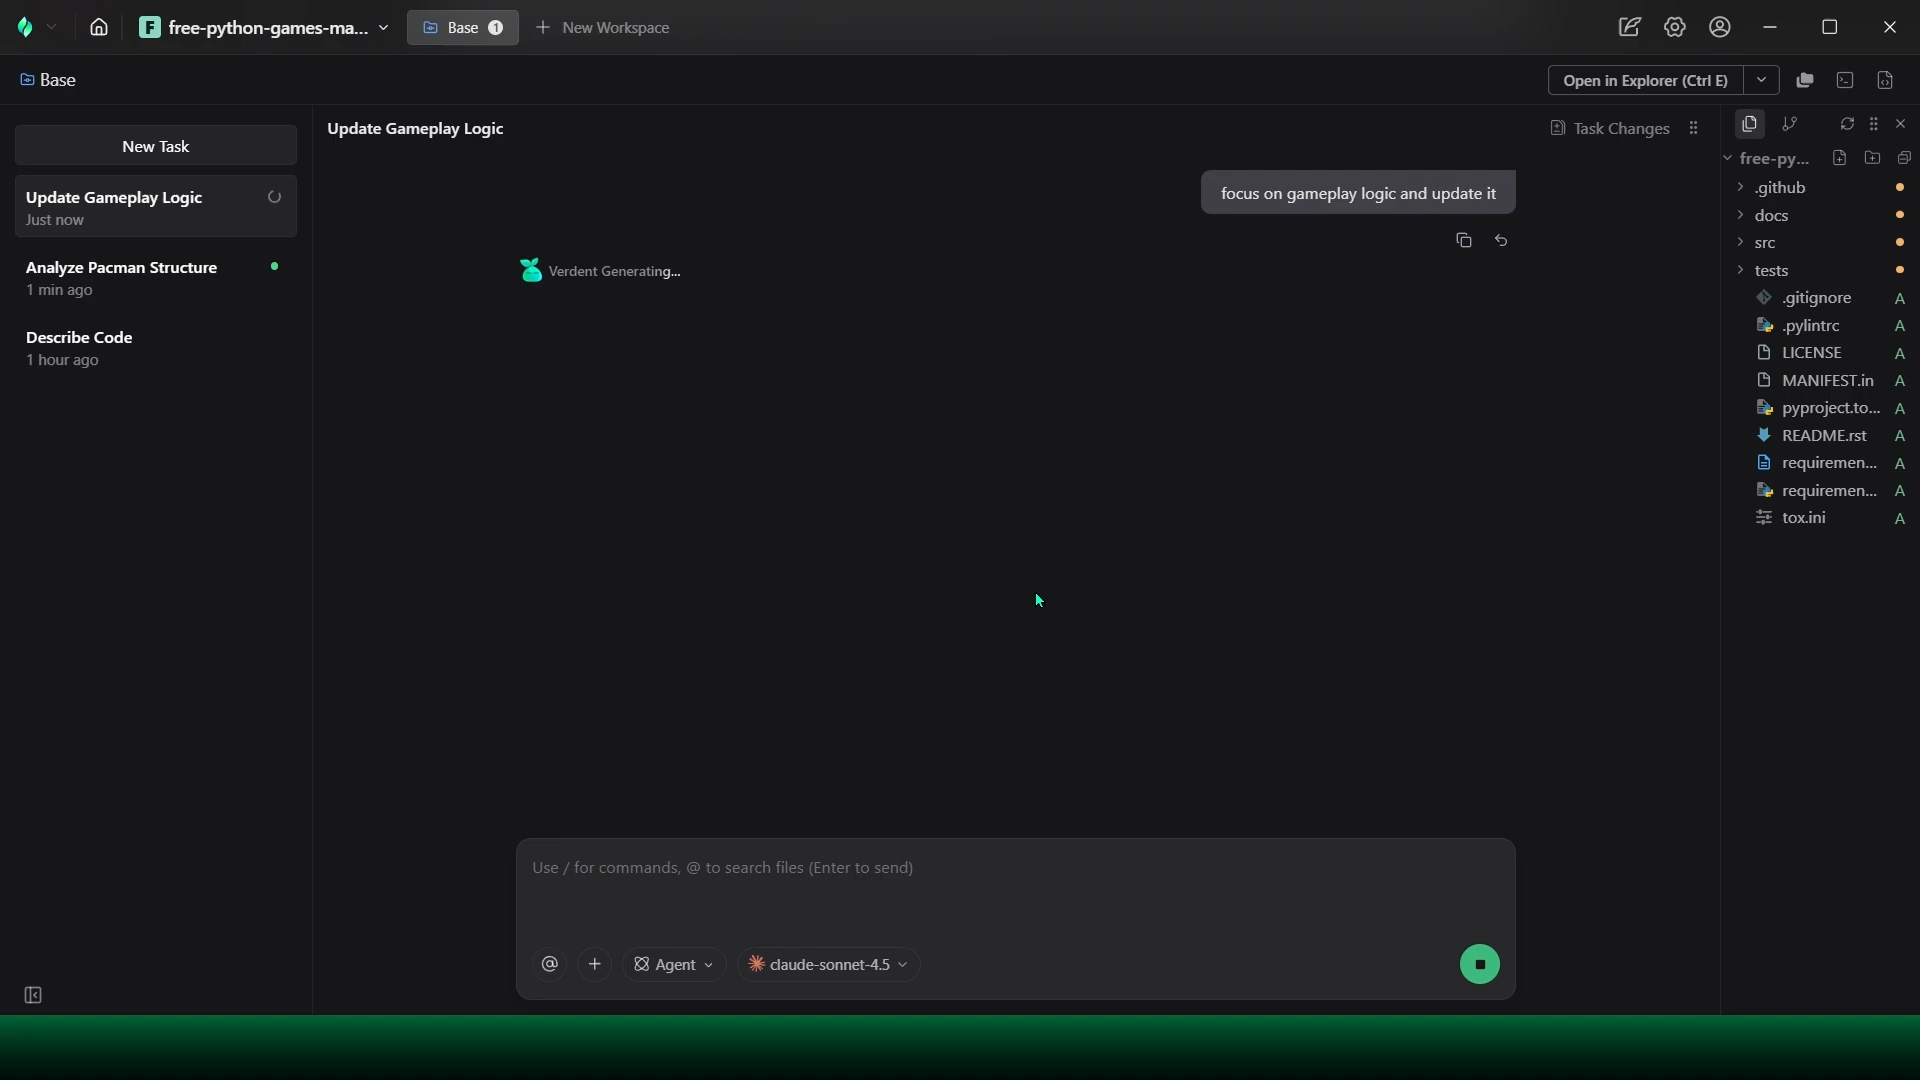 F free-python-games-ma...
Base 1
New Workspace
Base
Open in Explorer (Ctrl E)
New Task
Update Gameplay Logic
Just now
Analyze Pacman Structure
1 min ago
Describe Code
1 hour ago
Update Gameplay Logic
Task Changes
focus on gameplay logic and update it
Verdent Generating...
Use / for commands, @ to search files (Enter to send)
@
Agent
claude-sonnet-4.5
free-py...
.github
docs
src
tests
.gitignore A
.pylintrc A
LICENSE A
MANIFEST.in A
pyproject.to... A
README.rst A
requiremen... A
requiremen... A
tox.ini A